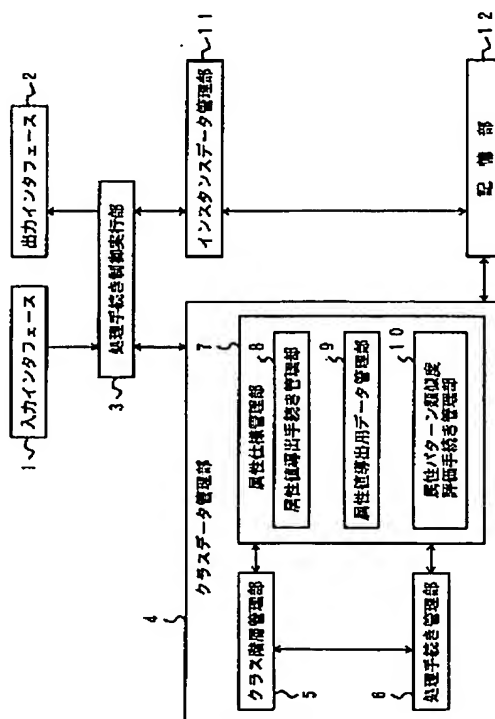 1
入力インタフェース
出力インタフェース
2
3
処理手続き制御実行部
インスタンスデータ管理部
11
4
クラスデータ管理部
7
属性仕様管理部
8
属性値導出手続き管理部
9
属性値導出用データ管理部
10
属性パターン類似度
評価手続き管理部
クラス階層管理部
5
処理手続き管理部
6
記憶部
12